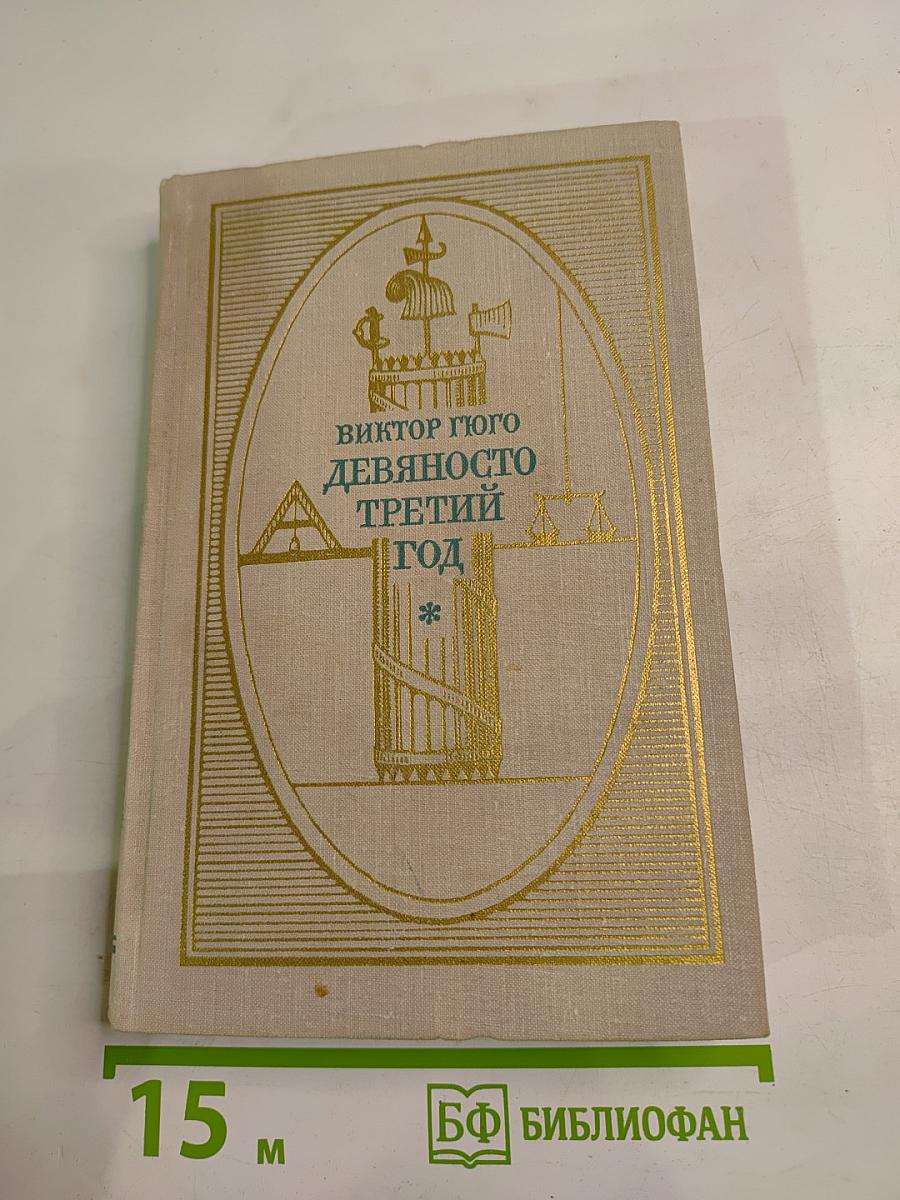 ВИКТОР ГЮГО
ДЕВЯНОСТО
ТРЕТИЙ
ГОД
*
15 м
БФ БИБЛИОФАН